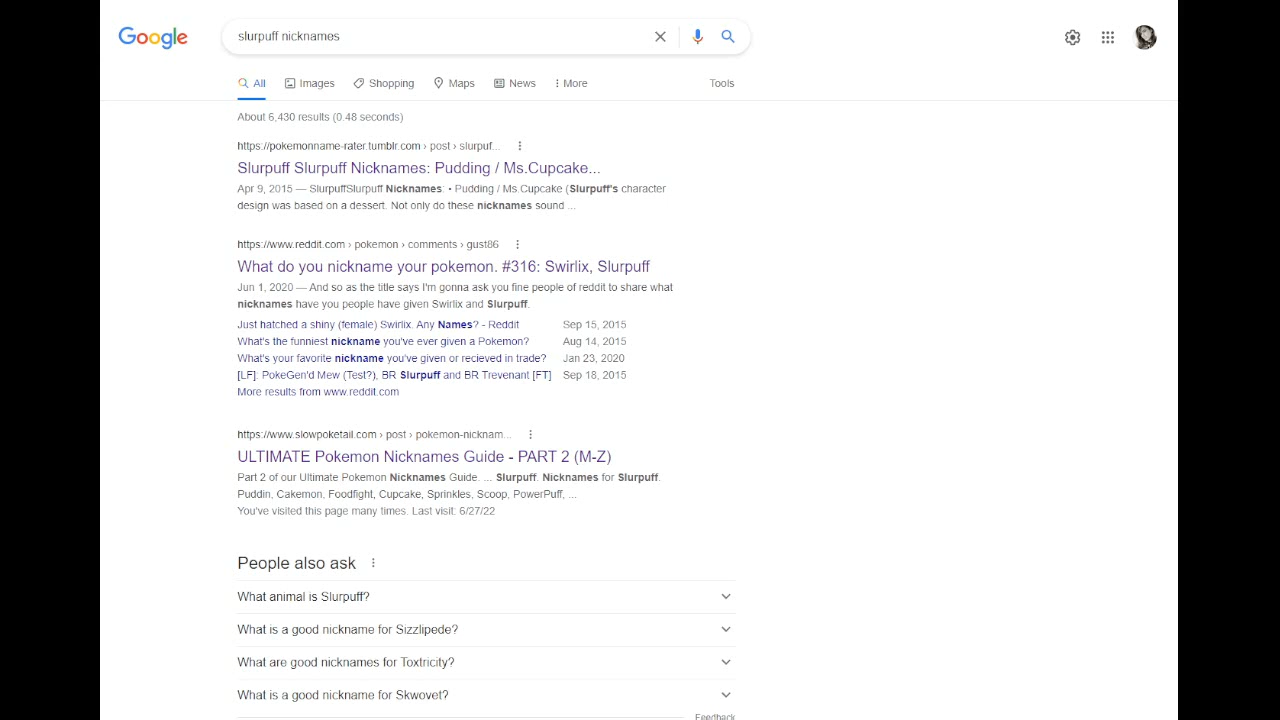 Google
slurpuff nicknames
All Images Shopping Maps News More Tools
About 6,430 results (0.48 seconds)
https://pokemonname-rater.tumblr.com › post › slurpuf...
Slurpuff Slurpuff Nicknames: Pudding / Ms.Cupcake...
Apr 9, 2015 — SlurpuffSlurpuff Nicknames: • Pudding / Ms.Cupcake (Slurpuff's character
design was based on a dessert. Not only do these nicknames sound ...
https://www.reddit.com › pokemon › comments › gust86
What do you nickname your pokemon. #316: Swirlix, Slurpuff
Jun 1, 2020 — And so as the title says I'm gonna ask you fine people of reddit to share what
nicknames have you people have given Swirlix and Slurpuff.
Just hatched a shiny (female) Swirlix. Any Names? - Reddit Sep 15, 2015
What's the funniest nickname you've ever given a Pokemon? Aug 14, 2015
What's your favorite nickname you've given or recieved in trade? Jan 23, 2020
[LF]: PokeGen'd Mew (Test?), BR Slurpuff and BR Trevenant [FT] Sep 18, 2015
More results from www.reddit.com
https://www.slowpoketail.com › post › pokemon-nicknam...
ULTIMATE Pokemon Nicknames Guide - PART 2 (M-Z)
Part 2 of our Ultimate Pokemon Nicknames Guide. ... Slurpuff. Nicknames for Slurpuff.
Puddin, Cakemon, Foodfight, Cupcake, Sprinkles, Scoop, PowerPuff, ...
You've visited this page many times. Last visit: 6/27/22
People also ask
What animal is Slurpuff?
What is a good nickname for Sizzlipede?
What are good nicknames for Toxtricity?
What is a good nickname for Skwovet?
Feedback